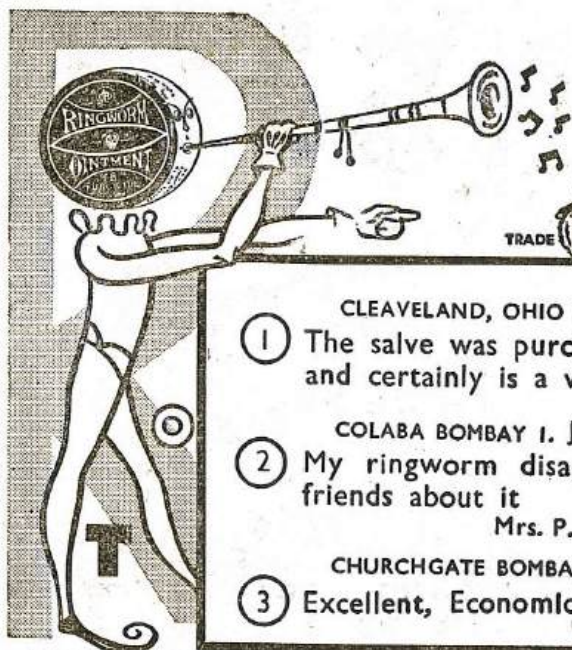 RINGWORM
OINTMENT
TRADE
CLEAVELAND, OHIO
1 The salve was purc
and certainly is a
COLABA BOMBAY 1.
2 My ringworm disa
friends about it
Mrs. P.
CHURCHGATE BOMBA
3 Excellent, Economic
R
T